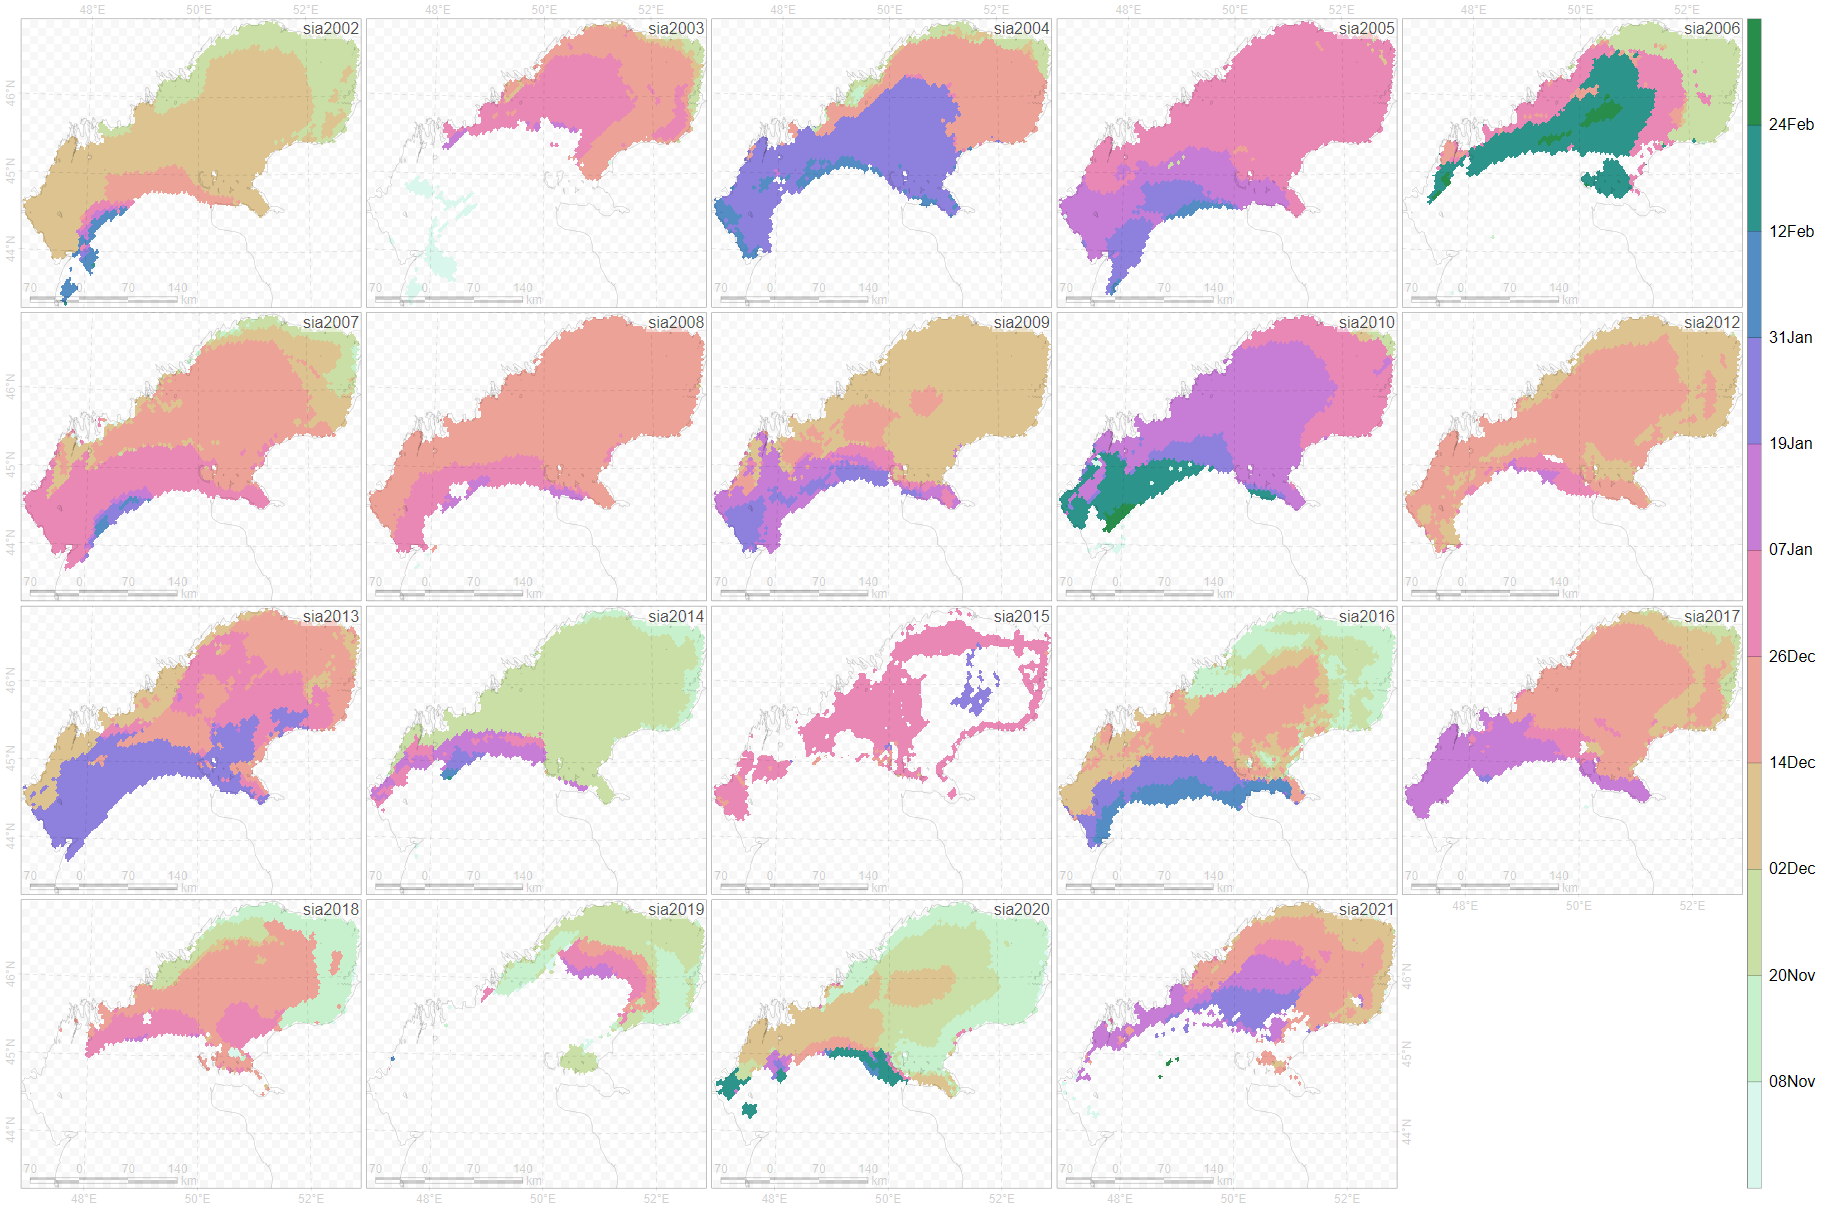 48°E 50°E 52°E 48°E 50°E 52°E 48°E 50°E 52°E
sia2002 sia2003 sia2004 sia2005 sia2006
46°N
45°N
44°N
24Feb
12Feb
70 0 70 140 km 70 0 70 140 km 70 0 70 140 km 70 0 70 140 km 70 0 70 140 km
sia2007 sia2008 sia2009 sia2010 sia2012
31Jan
46°N
19Jan
45°N
44°N
07Jan
70 0 70 140 km 70 0 70 140 km 70 0 70 140 km 70 0 70 140 km 70 0 70 140 km
sia2013 sia2014 sia2015 sia2016 sia2017
26Dec
46°N
45°N
14Dec
44°N
02Dec
70 0 70 140 km 70 0 70 140 km 70 0 70 140 km 70 0 70 140 km 70 0 70 140 km
48°E 50°E 52°E
sia2018 sia2019 sia2020 sia2021
46°N 46°N
20Nov
45°N 45°N
08Nov
44°N 44°N
70 0 70 140 km 70 0 70 140 km 70 0 70 140 km 70 0 70 140 km
48°E 50°E 52°E 48°E 50°E 52°E 48°E 50°E 52°E 48°E 50°E 52°E